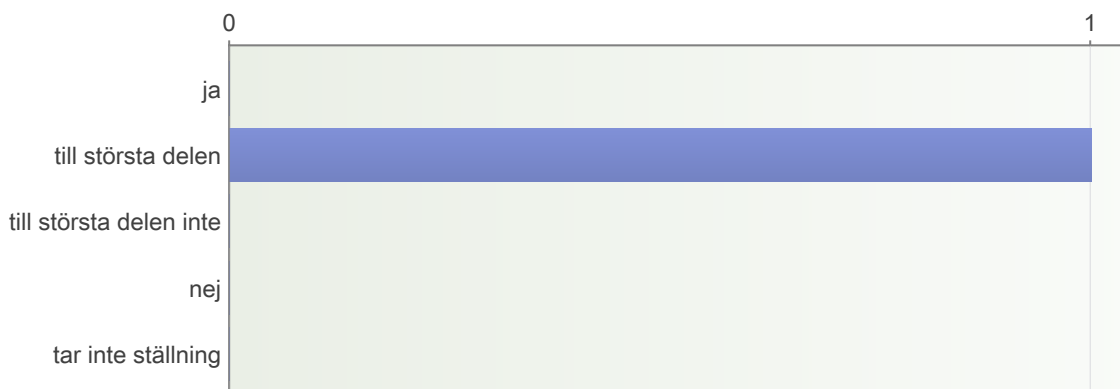 0 1
ja
till största delen
till största delen inte
nej
tar inte ställning